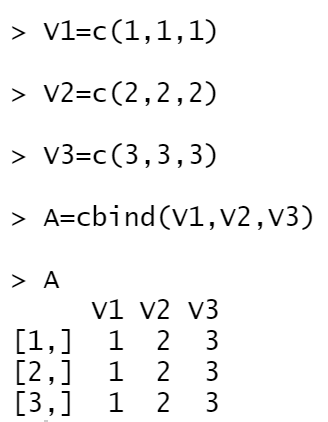 > V1=c(1,1,1)
> V2=c(2,2,2)
> V3=c(3,3,3)
> A=cbind(V1,V2,V3)
> A
     V1 V2 V3
[1,]  1  2  3
[2,]  1  2  3
[3,]  1  2  3